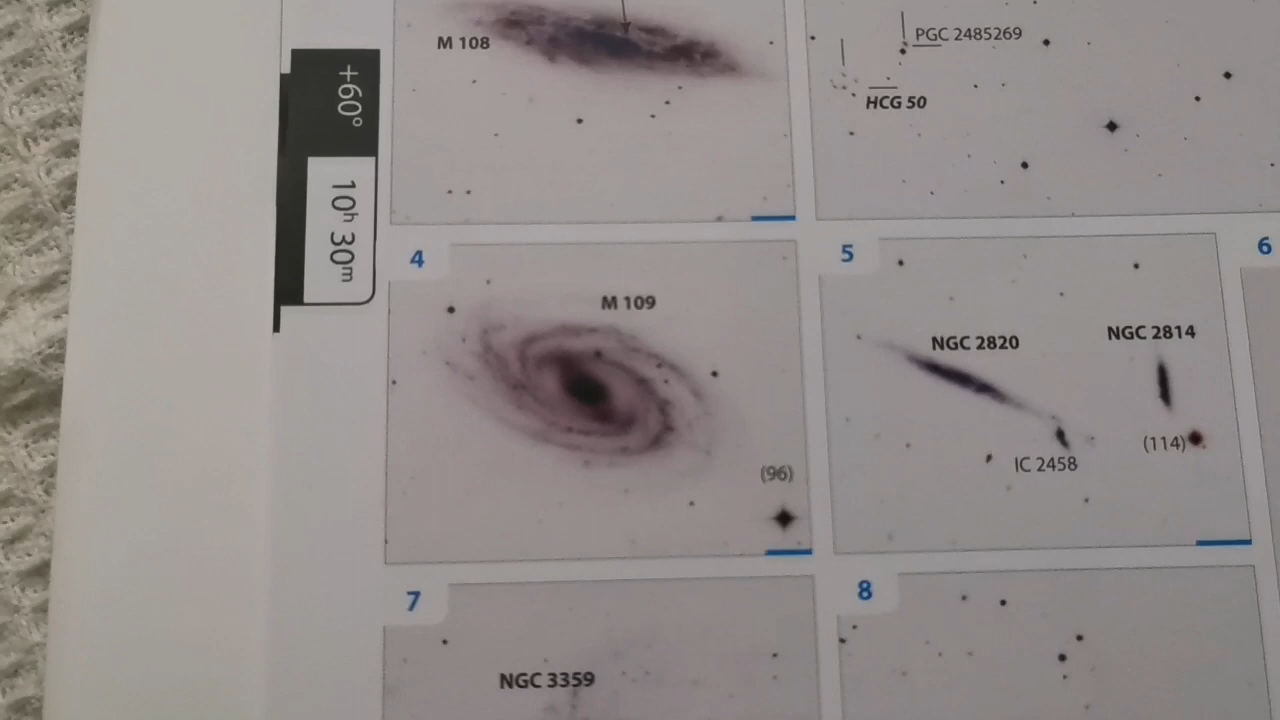 M 108
PGC 2485269
HCG 50
+60°
10ʰ 30ᵐ
4
M 109
(96)
5
NGC 2820
NGC 2814
(114)
IC 2458
6
7
NGC 3359
8